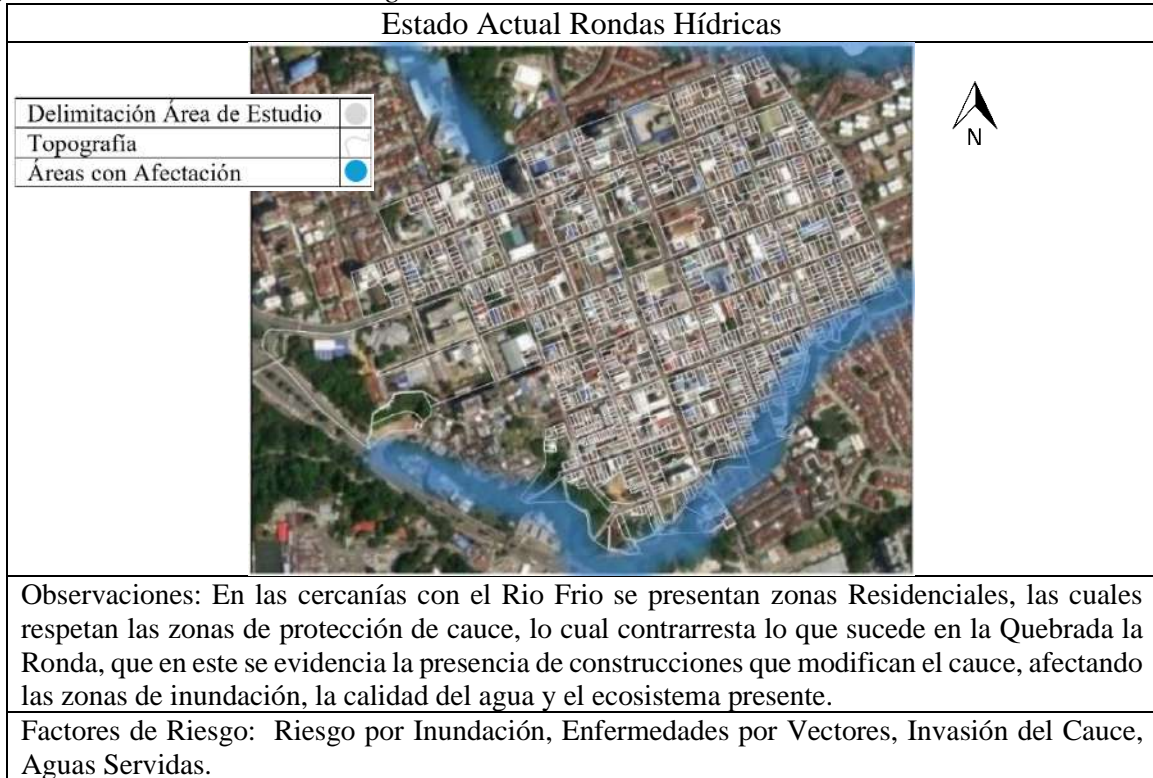 Estado Actual Rondas Hídricas
Delimitación Área de Estudio
Topografía
Áreas con Afectación
N
Observaciones: En las cercanías con el Rio Frio se presentan zonas Residenciales, las cuales
respetan las zonas de protección de cauce, lo cual contrarresta lo que sucede en la Quebrada la
Ronda, que en este se evidencia la presencia de construcciones que modifican el cauce, afectando
las zonas de inundación, la calidad del agua y el ecosistema presente.
Factores de Riesgo: Riesgo por Inundación, Enfermedades por Vectores, Invasión del Cauce,
Aguas Servidas.